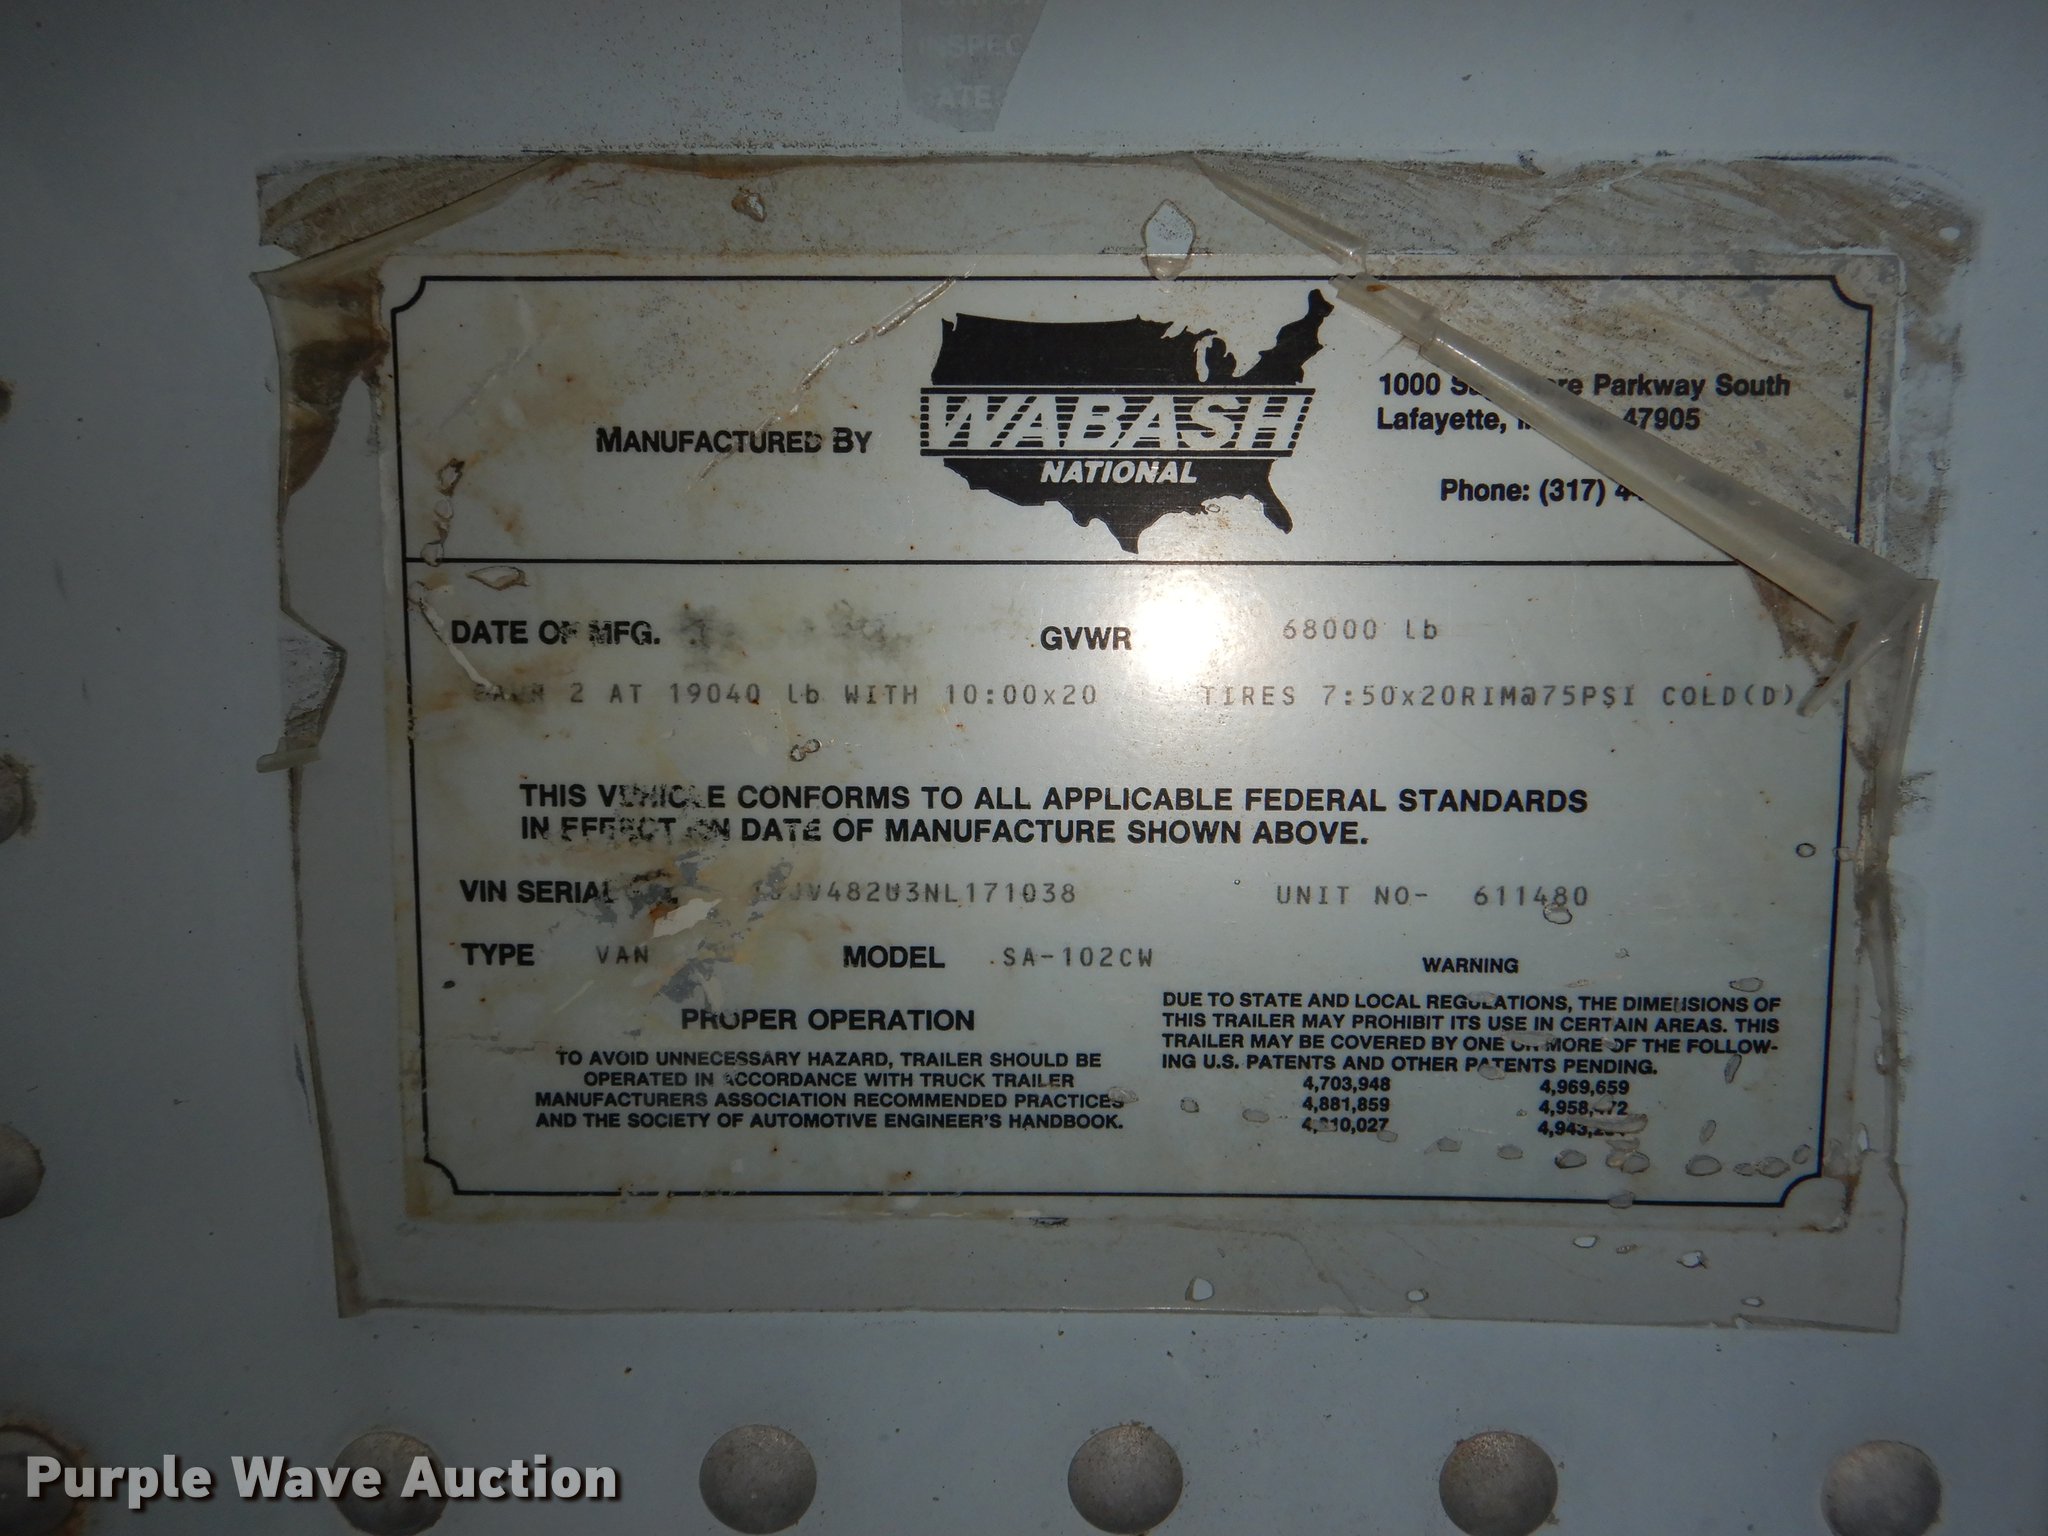 MANUFACTURED BY
WABASH
NATIONAL
1000 Parkway South
Lafayette, 47905
Phone: (317)
DATE OF MFG.
GVWR 68000 Lb
2 AT 19040 Lb WITH 10:00x20 TIRES 7:50x20RIM@75PSI COLD(D)
THIS VEHICLE CONFORMS TO ALL APPLICABLE FEDERAL STANDARDS
IN EFFECT ON DATE OF MANUFACTURE SHOWN ABOVE.
VIN SERIAL
UNIT NO- 611480
TYPE VAN MODEL SA-102CW
PROPER OPERATION
TO AVOID UNNECESSARY HAZARD, TRAILER SHOULD BE
OPERATED IN ACCORDANCE WITH TRUCK TRAILER
MANUFACTURERS ASSOCIATION RECOMMENDED PRACTICES
AND THE SOCIETY OF AUTOMOTIVE ENGINEER'S HANDBOOK.
WARNING
DUE TO STATE AND LOCAL REGULATIONS, THE DIMENSIONS OF
THIS TRAILER MAY PROHIBIT ITS USE IN CERTAIN AREAS. THIS
TRAILER MAY BE COVERED BY ONE OR MORE OF THE FOLLOW-
ING U.S. PATENTS AND OTHER PATENTS PENDING.
4,703,948 4,969,659
4,881,859
Purple Wave Auction